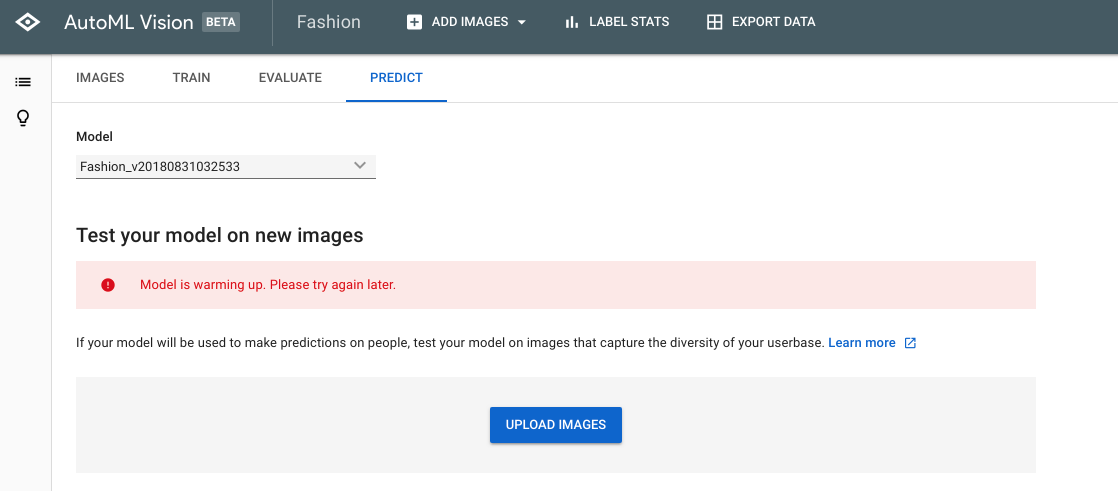 AutoML Vision BETA Fashion ADD IMAGES LABEL STATS EXPORT DATA
IMAGES TRAIN EVALUATE PREDICT
Model
Fashion_v20180831032533
Test your model on new images
Model is warming up. Please try again later.
If your model will be used to make predictions on people, test your model on images that capture the diversity of your userbase. Learn more
UPLOAD IMAGES